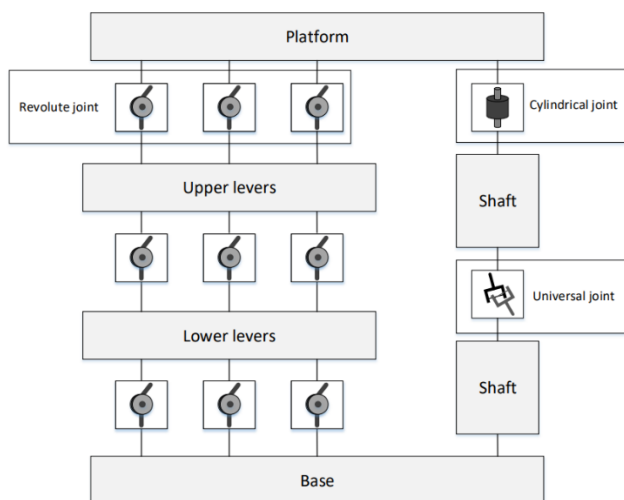 Platform
Revolute joint
Cylindrical joint
Upper levers
Shaft
Universal joint
Lower levers
Shaft
Base